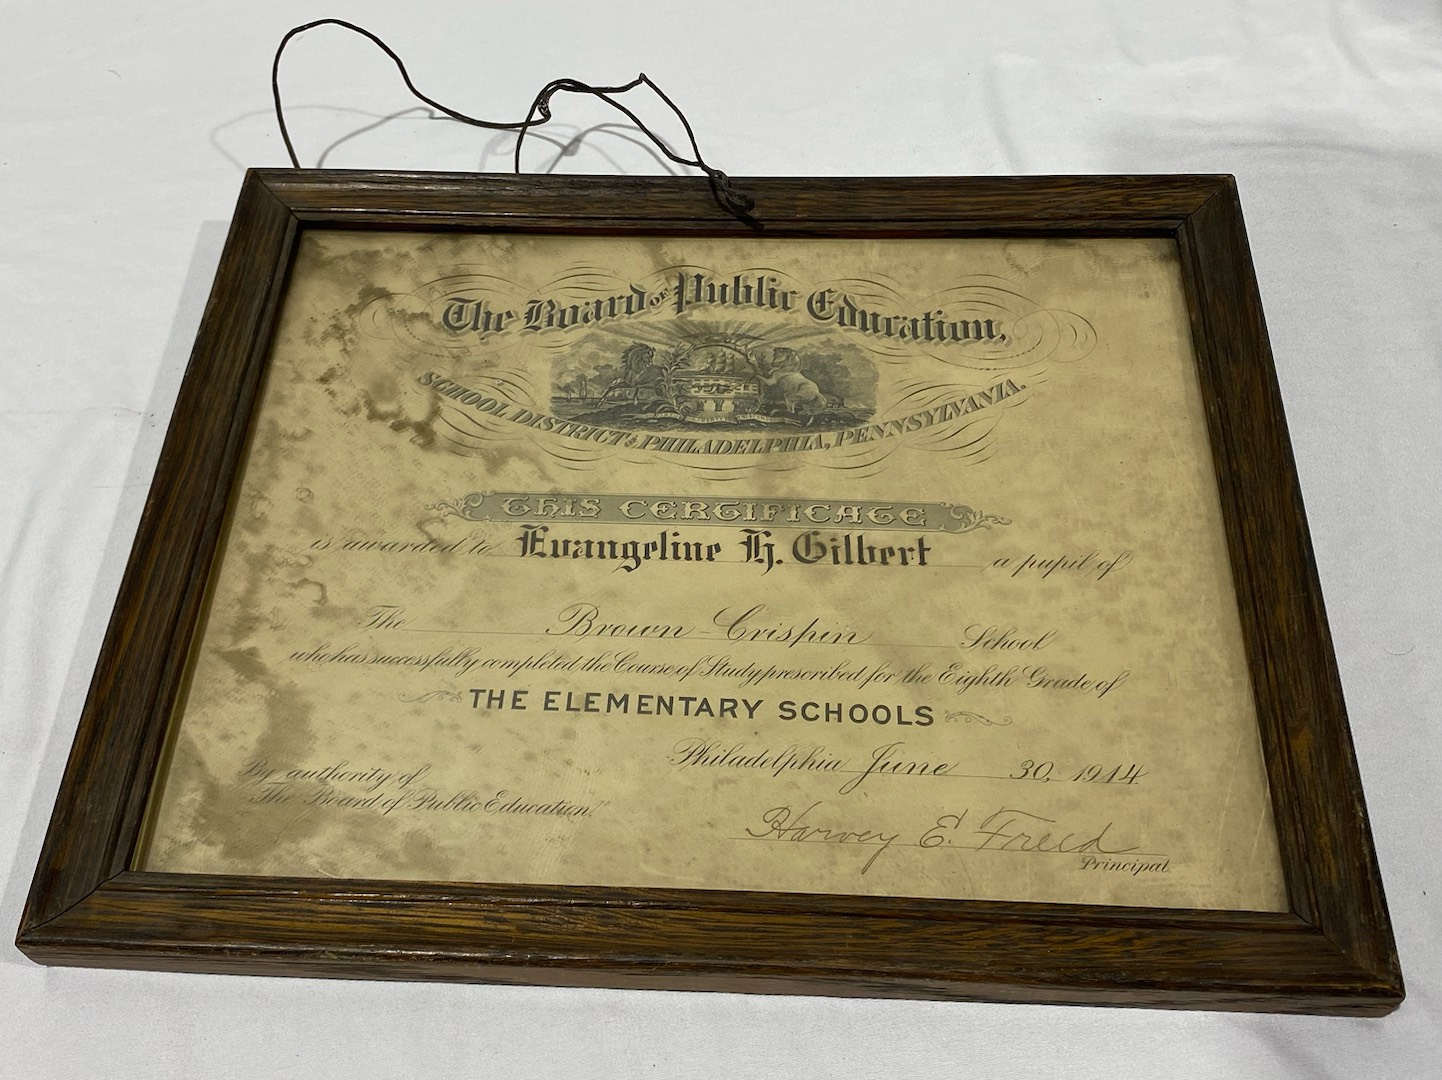 The Board of Public Education,
SCHOOL DISTRICT OF PHILADELPHIA, PENNSYLVANIA.
THIS CERTIFICATE
is awarded to Evangeline H. Gilbert a pupil of
The Brown-Crispin School
who has successfully completed the Course of Study prescribed for the Eighth Grade of
THE ELEMENTARY SCHOOLS
Philadelphia June 30, 1914
By authority of
The Board of Public Education.
Harvey E. Freed
Principal.